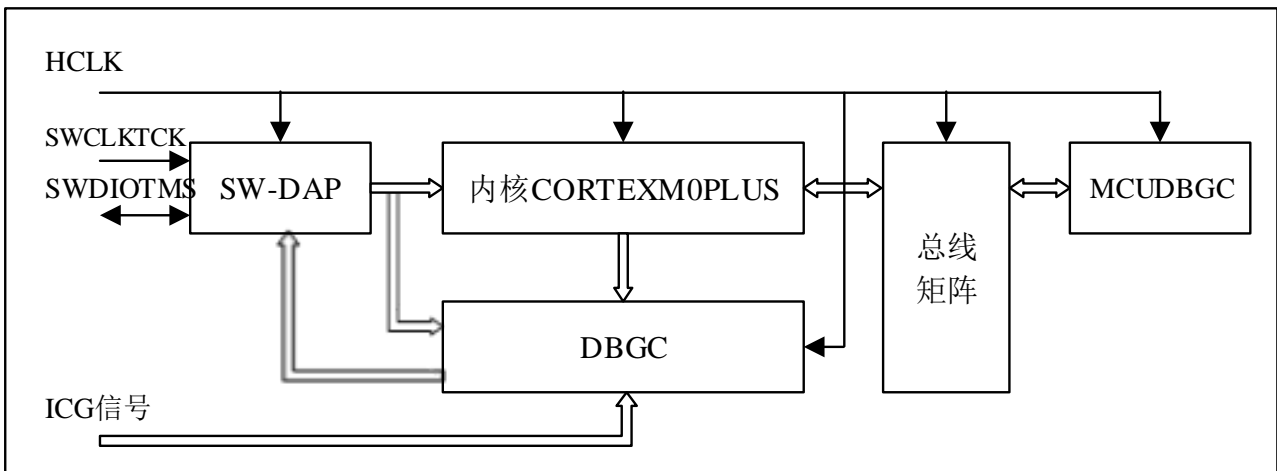 HCLK
SWCLKTCK
SWDIOTMS
SW-DAP
内核CORTEXM0PLUS
MCUDBGC
总线
矩阵
DBGC
ICG信号